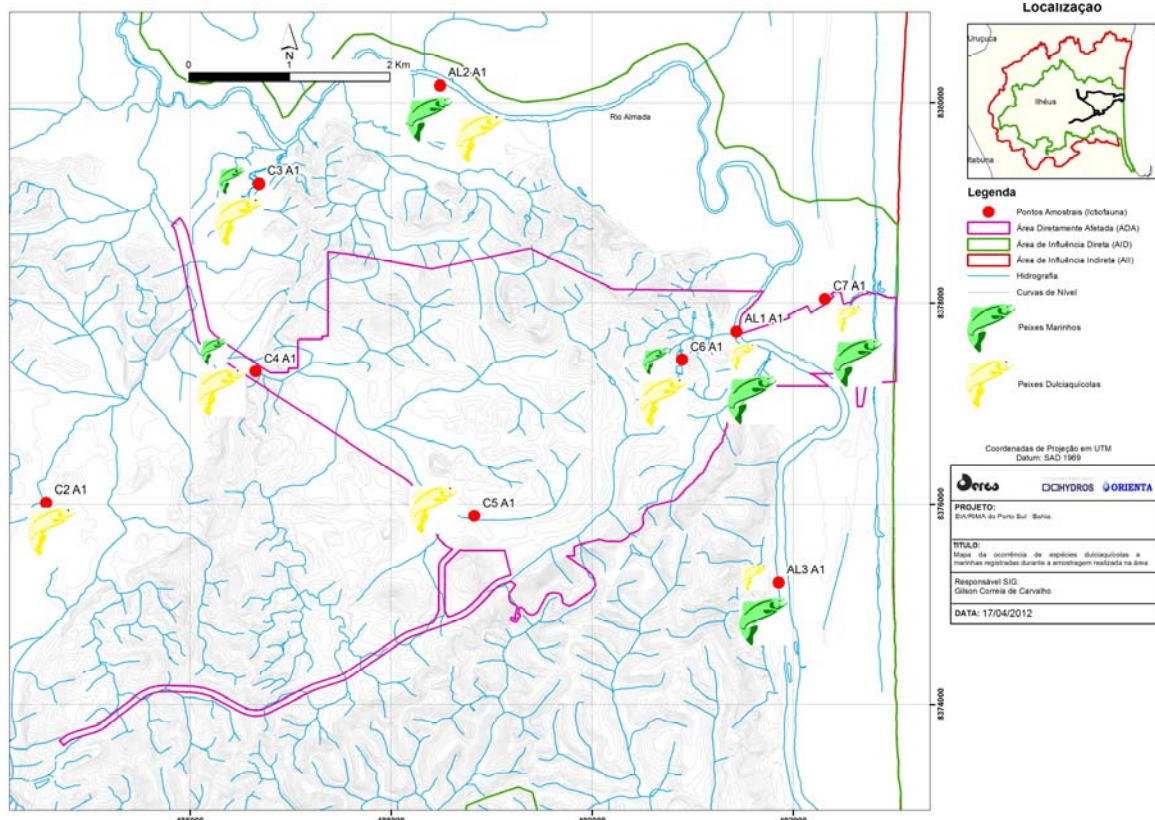 N
0 1 2 Km
AL2 A1
Rio Almada
C3 A1
C7 A1
AL1 A1
C6 A1
C4 A1
C2 A1
C5 A1
AL3 A1
8380000
8378000
8376000
8374000
Localização
Uruçuca
Ilhéus
Itabuna
Legenda
Pontos Amostrais (Ictiofauna)
Área Diretamente Afetada (ADA)
Área de Influência Direta (AID)
Área de Influência Indireta (AII)
Hidrografia
Curvas de Nível
Peixes Marinhos
Peixes Dulciaquícolas
Coordenadas de Projeção em UTM
Datum: SAD 1969
HYDROS ORIENTA
PROJETO:
EIA/RIMA do Porto Sul - Bahia.
TITULO:
Mapa da ocorrência de espécies dulciaquícolas e
marinhas registradas durante a amostragem realizada na área
Responsável SIG:
Gilson Correia de Carvalho
DATA: 17/04/2012